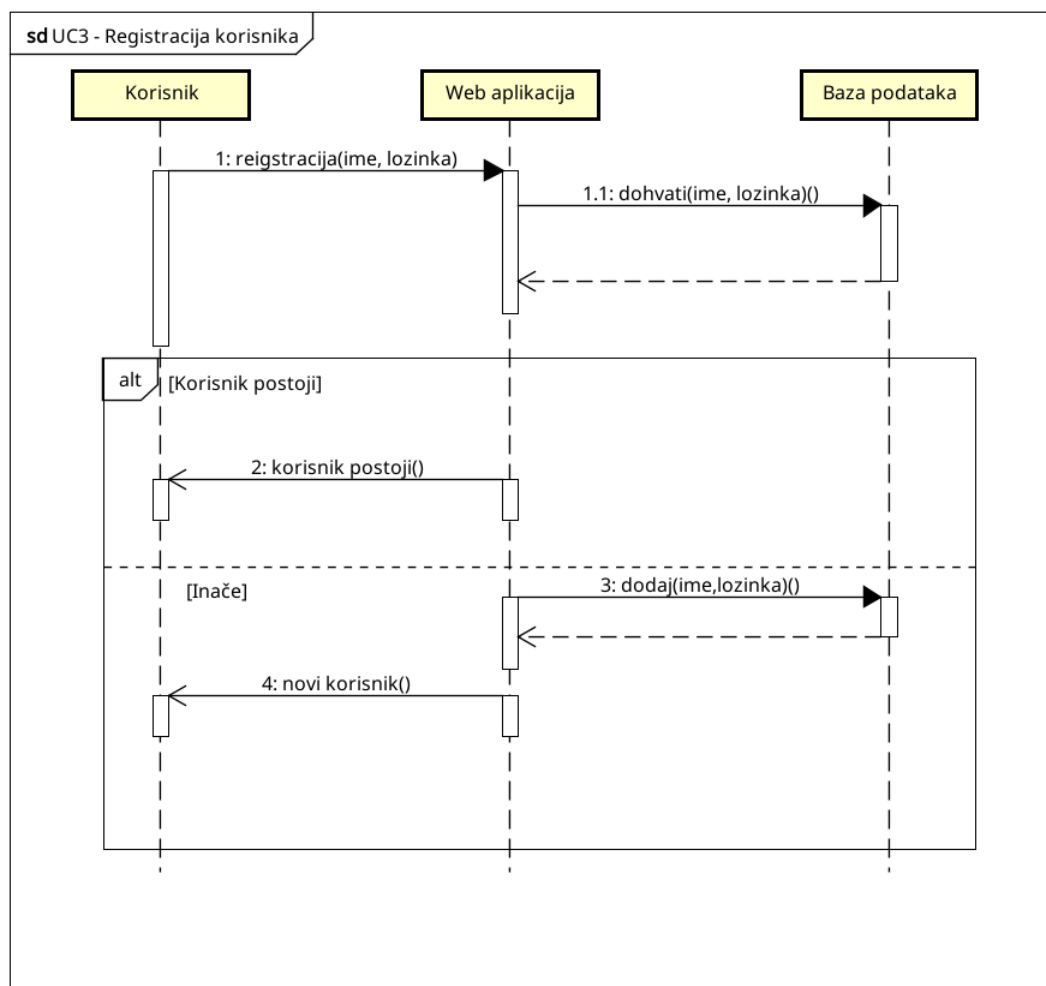 sd UC3 - Registracija korisnika
Korisnik
Web aplikacija
Baza podataka
1: reigstracija(ime, lozinka)
1.1: dohvati(ime, lozinka)()
alt
[Korisnik postoji]
2: korisnik postoji()
[Inače]
3: dodaj(ime,lozinka)()
4: novi korisnik()